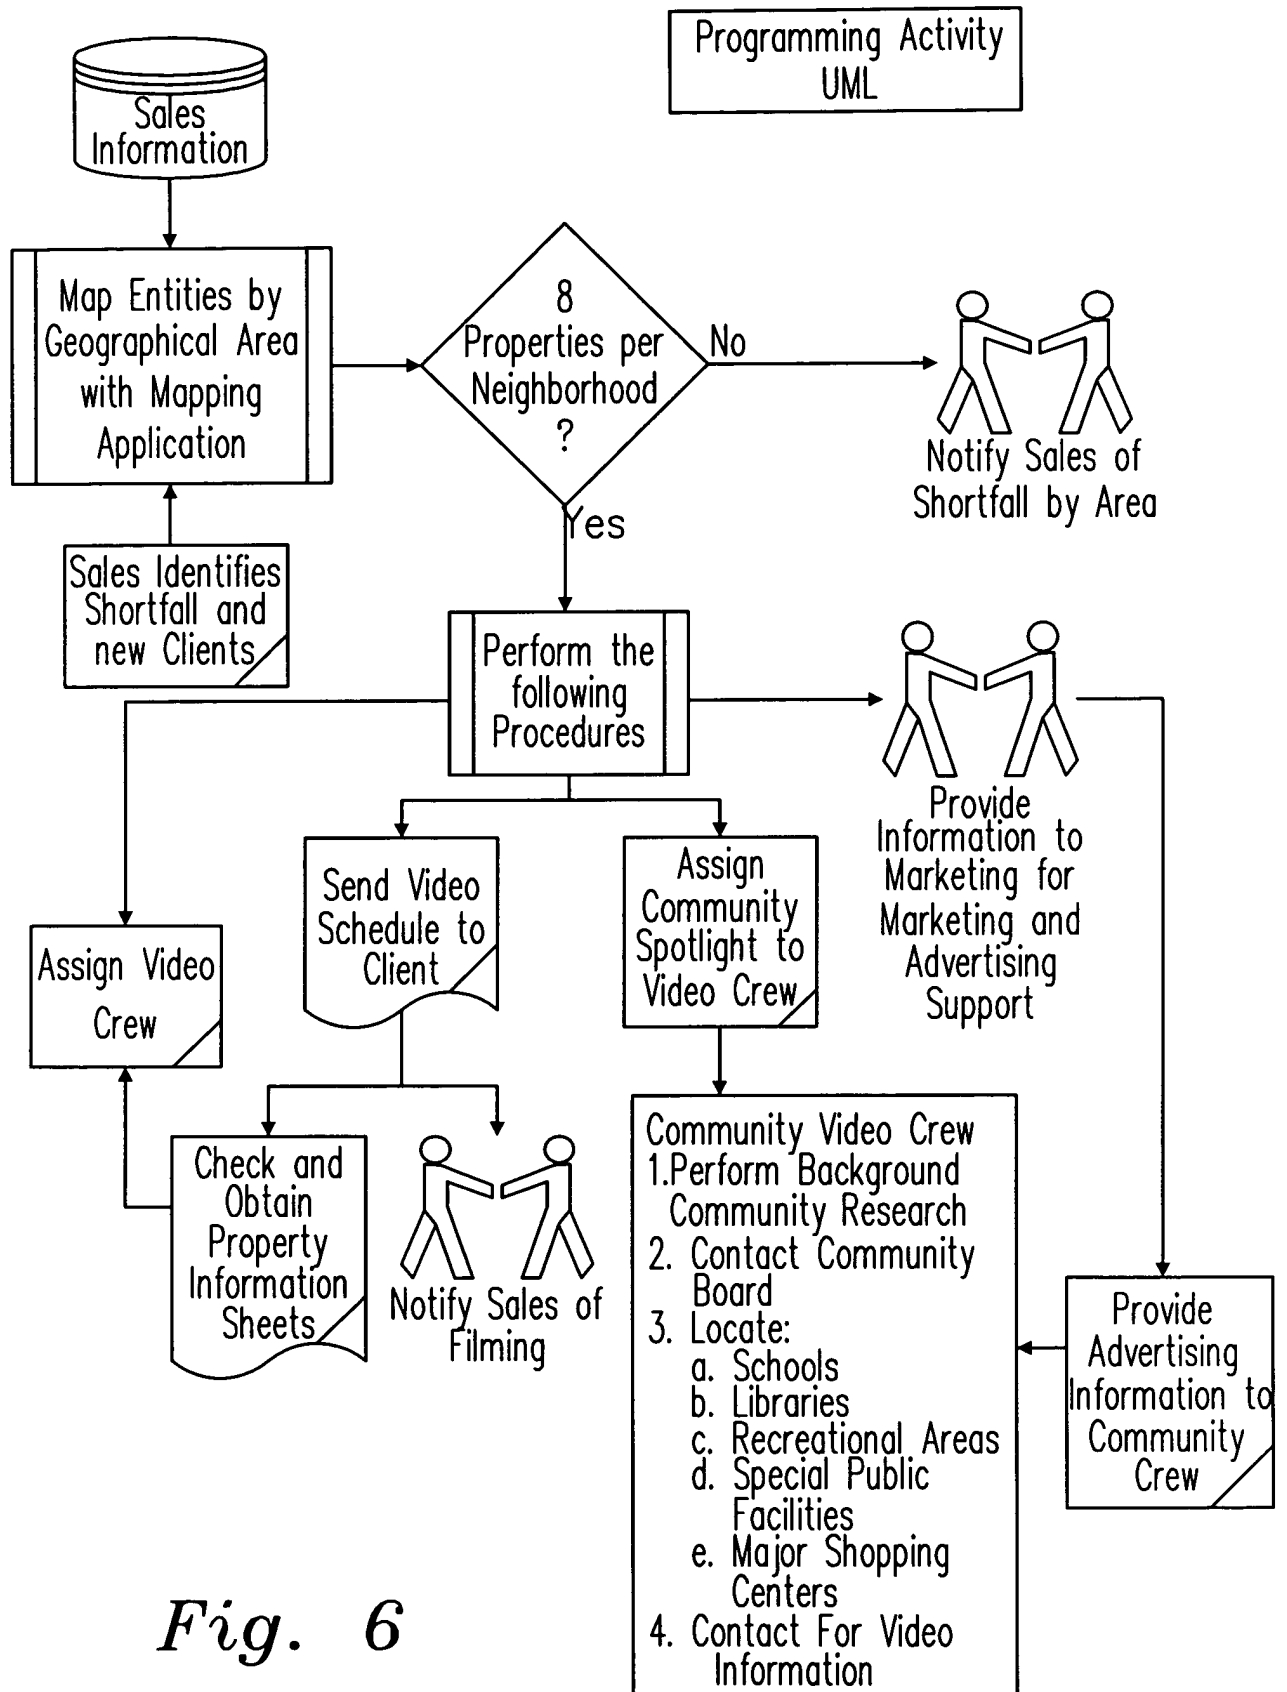 Programming Activity
UML
Sales
Information
Map Entities by
Geographical Area
with Mapping
Application
8
Properties per
Neighborhood
?
No
Yes
Notify Sales of
Shortfall by Area
Sales Identifies
Shortfall and
new Clients
Perform the
following
Procedures
Provide
Information to
Marketing for
Marketing and
Advertising
Support
Assign Video
Crew
Send Video
Schedule to
Client
Assign
Community
Spotlight to
Video Crew
Check and
Obtain
Property
Information
Sheets
Notify Sales of
Filming
Community Video Crew
1.Perform Background
Community Research
2. Contact Community
Board
3. Locate:
a. Schools
b. Libraries
c. Recreational Areas
d. Special Public
Facilities
e. Major Shopping
Centers
4. Contact For Video
Information
Provide
Advertising
Information to
Community
Crew
Fig. 6